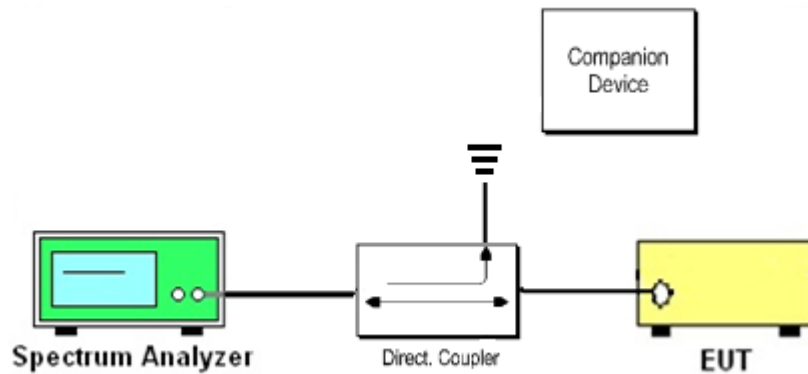 Companion
Device
Spectrum Analyzer
Direct. Coupler
EUT